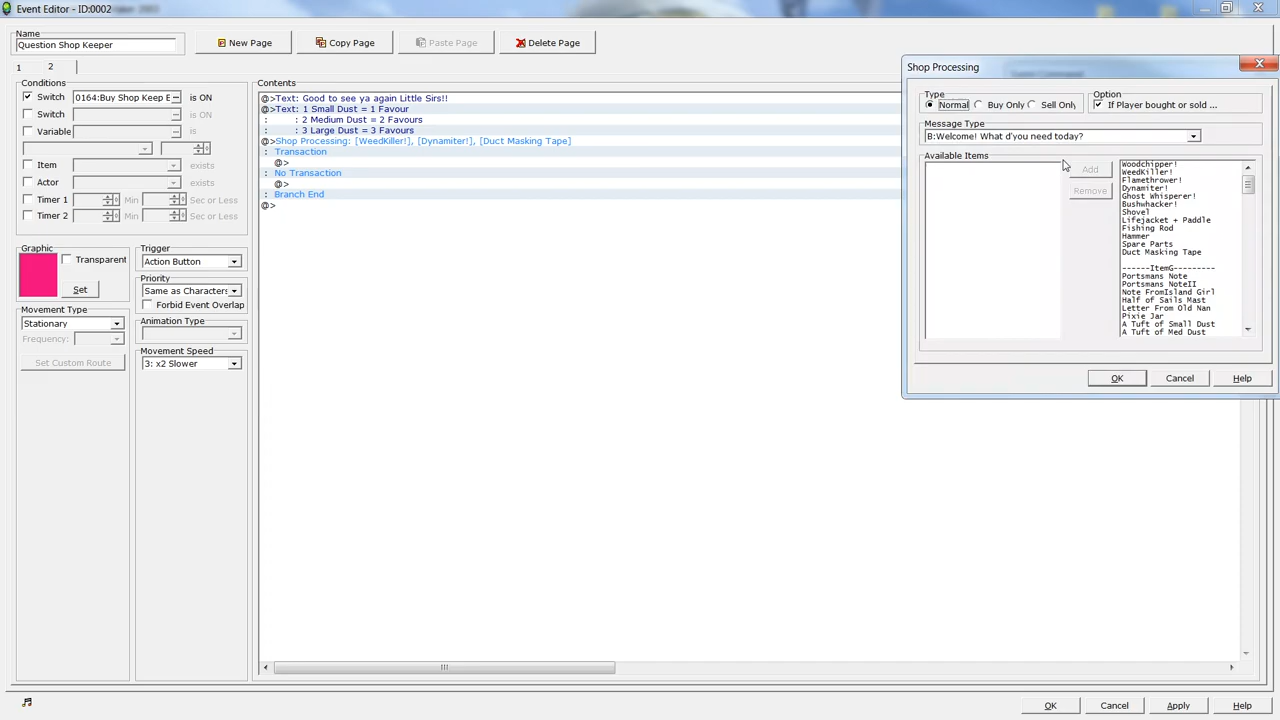 Event Editor - ID:0002
Name
Question Shop Keeper
New Page
Copy Page
Paste Page
Delete Page
1
2
Conditions
Switch
0164:Buy Shop Keep E
is ON
Switch
is ON
Variable
is
Item
exists
Actor
exists
Timer 1
Min
Sec or Less
Timer 2
Min
Sec or Less
Graphic
Transparent
Set
Movement Type
Stationary
Frequency:
Set Custom Route
Trigger
Action Button
Priority
Same as Characters
Forbid Event Overlap
Animation Type
Movement Speed
3: x2 Slower
Contents
@>Text: Good to see ya again Little Sirs!!
@>Text: 1 Small Dust = 1 Favour
: : 2 Medium Dust = 2 Favours
: : 3 Large Dust = 3 Favours
@>Shop Processing: [WeedKiller!], [Dynamiter!], [Duct Masking Tape]
: Transaction
@>
: No Transaction
@>
: Branch End
@>
Shop Processing
Type
Normal
Buy Only
Sell Only
Option
If Player bought or sold ...
Message Type
B:Welcome! What d'you need today?
Available Items
Add
Remove
Woodchipper!
WeedKiller!
Flamethrower!
Dynamiter!
Ghost Whisperer!
Bushwhacker!
Shovel
Lifejacket + Paddle
Fishing Rod
Hammer
Spare Parts
Duct Masking Tape
------ItemG---------
Portsmans Note
Portsmans NoteII
Note FromIsland Girl
Half of Sails Mast
Letter From Old Nan
Pixie Jar
A Tuft of Small Dust
A Tuft of Med Dust
OK
Cancel
Help
OK
Cancel
Apply
Help